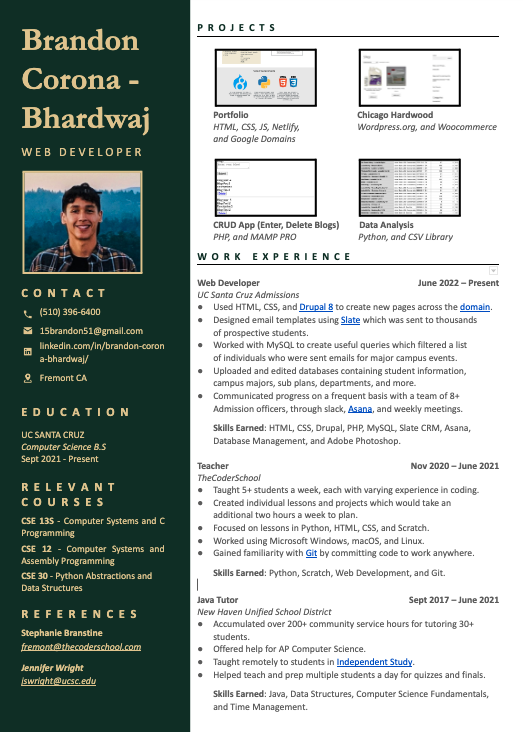 Brandon
Corona -
Bhardwaj
WEB DEVELOPER
CONTACT
(510) 396-6400
15brandon51@gmail.com
linkedin.com/in/brandon-coron
a-bhardwaj/
Fremont CA
EDUCATION
UC SANTA CRUZ
Computer Science B.S
Sept 2021 - Present
RELEVANT
COURSES
CSE 13S - Computer Systems and C
Programming
CSE 12 - Computer Systems and
Assembly Programming
CSE 30 - Python Abstractions and
Data Structures
REFERENCES
Stephanie Branstine
fremont@thecoderschool.com
Jennifer Wright
jswright@ucsc.edu
PROJECTS
Portfolio
HTML, CSS, JS, Netlify,
and Google Domains
Chicago Hardwood
Wordpress.org, and Woocommerce
CRUD App (Enter, Delete Blogs)
PHP, and MAMP PRO
Data Analysis
Python, and CSV Library
WORK EXPERIENCE
Web Developer June 2022 – Present
UC Santa Cruz Admissions
● Used HTML, CSS, and Drupal 8 to create new pages across the domain.
● Designed email templates using Slate which was sent to thousands
of prospective students.
● Worked with MySQL to create useful queries which filtered a list
of individuals who were sent emails for major campus events.
● Uploaded and edited databases containing student information,
campus majors, sub plans, departments, and more.
● Communicated progress on a frequent basis with a team of 8+
Admission officers, through slack, Asana, and weekly meetings.
Skills Earned: HTML, CSS, Drupal, PHP, MySQL, Slate CRM, Asana,
Database Management, and Adobe Photoshop.
Teacher Nov 2020 – June 2021
TheCoderSchool
● Taught 5+ students a week, each with varying experience in coding.
● Created individual lessons and projects which would take an
additional two hours a week to plan.
● Focused on lessons in Python, HTML, CSS, and Scratch.
● Worked using Microsoft Windows, macOS, and Linux.
● Gained familiarity with Git by committing code to work anywhere.
Skills Earned: Python, Scratch, Web Development, and Git.
Java Tutor Sept 2017 – June 2021
New Haven Unified School District
● Accumulated over 200+ community service hours for tutoring 30+
students.
● Offered help for AP Computer Science.
● Taught remotely to students in Independent Study.
● Helped teach and prep multiple students a day for quizzes and finals.
Skills Earned: Java, Data Structures, Computer Science Fundamentals,
and Time Management.